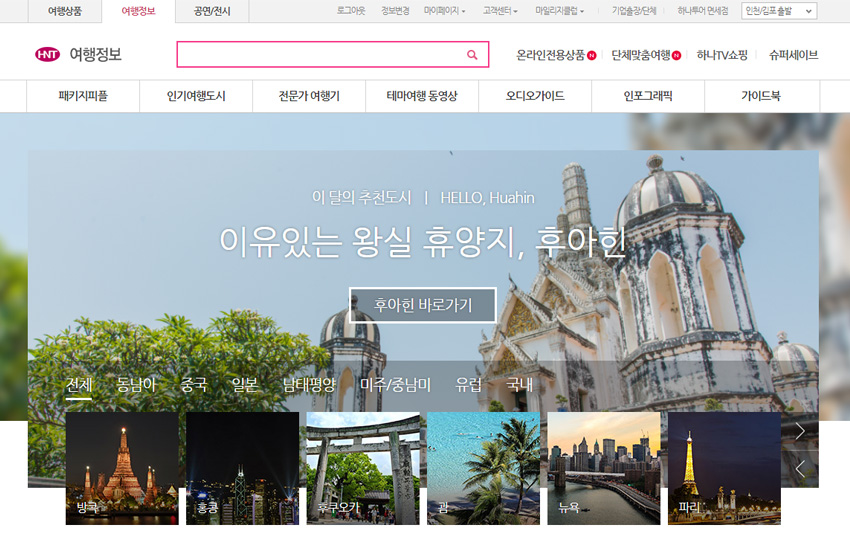 여행상품 여행정보 공연/전시 로그아웃 정보변경 마이페이지 고객센터 마일리지클럽 기업출장/단체 하나투어 면세점 인천/김포 출발
HNT 여행정보 온라인전용상품 N 단체맞춤여행 N 하나TV쇼핑 슈퍼세이브
패키지피플 인기여행도시 전문가 여행기 테마여행 동영상 오디오가이드 인포그래픽 가이드북
이 달의 추천도시 | HELLO, Huahin
이유있는 왕실 휴양지, 후아힌
후아힌 바로가기
전체 동남아 중국 일본 남태평양 미주/중남미 유럽 국내
방콕 홍콩 후쿠오카 괌 뉴욕 파리